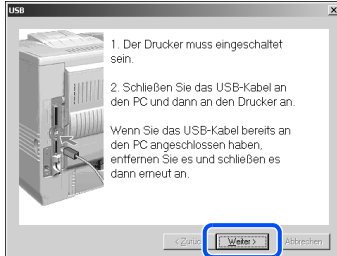 USB
1. Der Drucker muss eingeschaltet
sein.
2. Schließen Sie das USB-Kabel an
den PC und dann an den Drucker an.
Wenn Sie das USB-Kabel bereits an
den PC angeschlossen haben,
entfernen Sie es und schließen es
dann erneut an.
< Zurück Weiter > Abbrechen